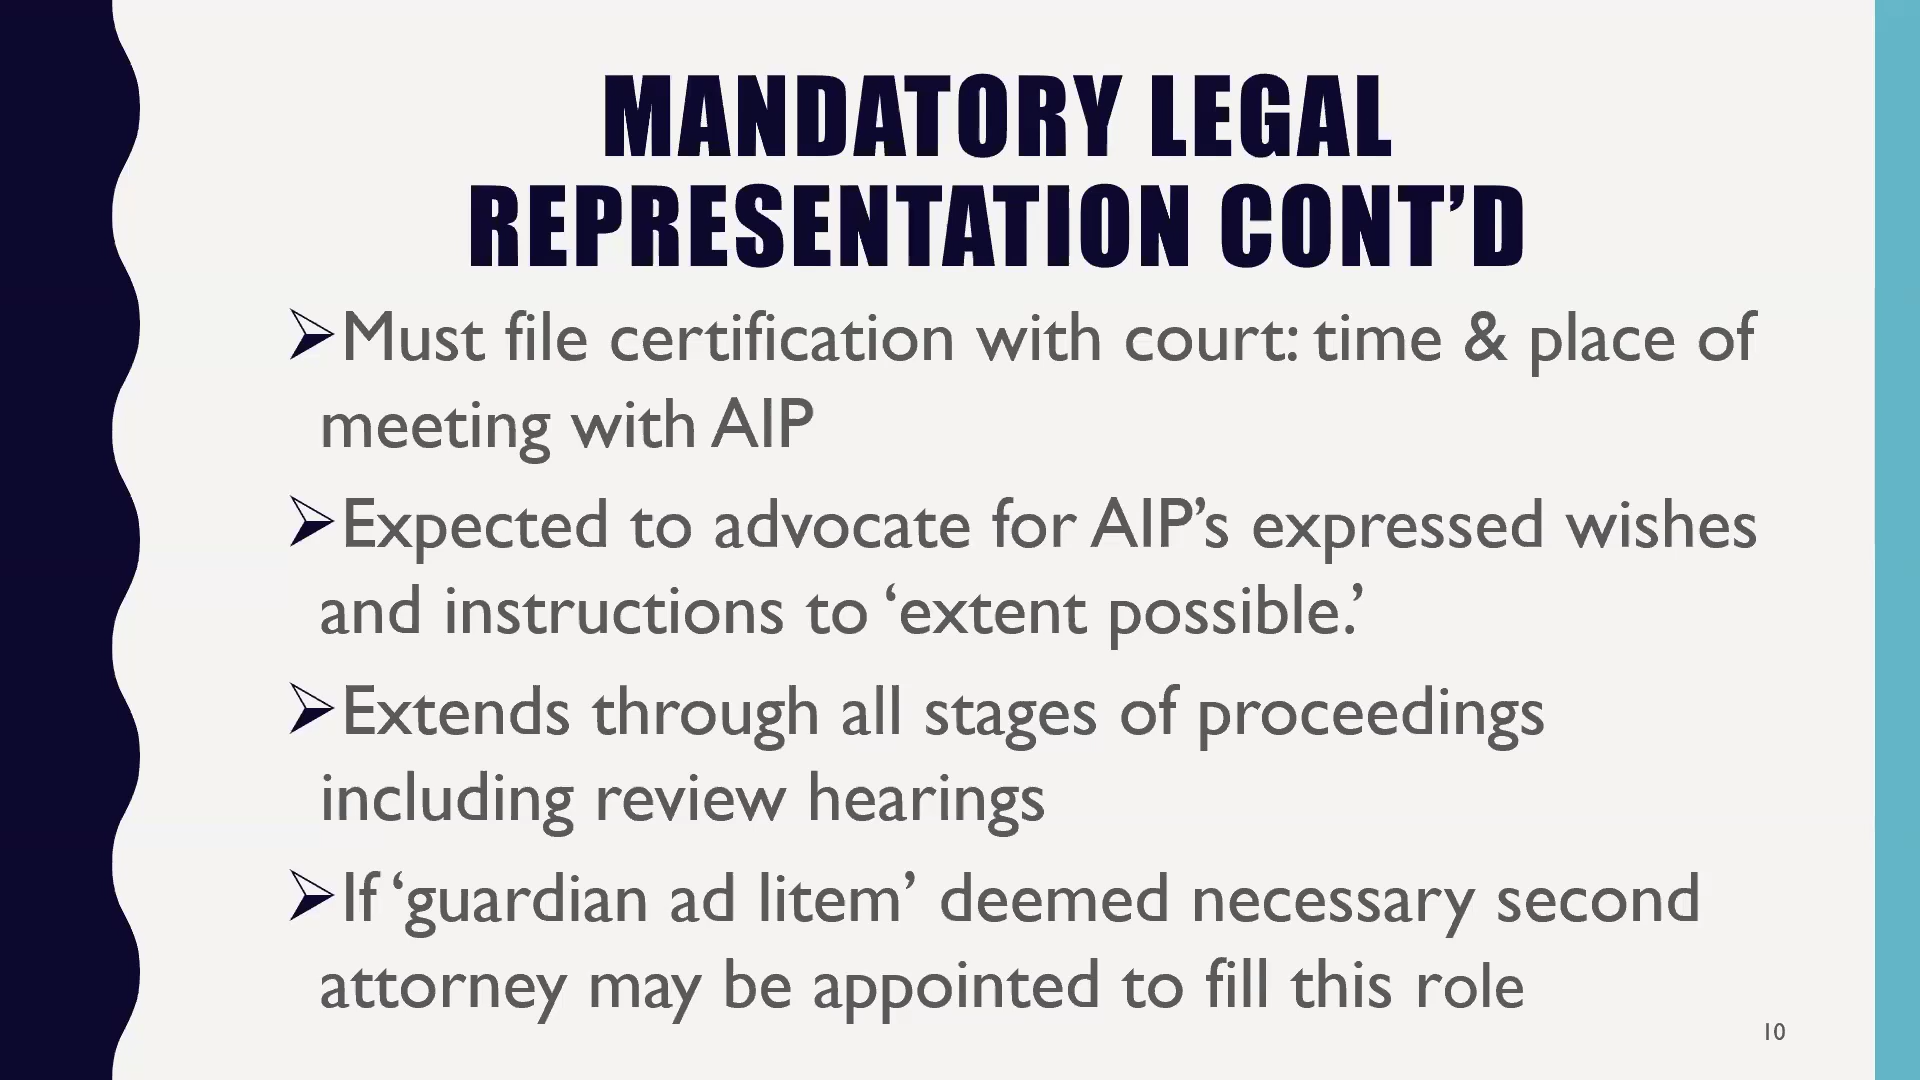 MANDATORY LEGAL
REPRESENTATION CONT’D
➢Must file certification with court: time & place of
meeting with AIP
➢Expected to advocate for AIP’s expressed wishes
and instructions to ‘extent possible.’
➢Extends through all stages of proceedings
including review hearings
➢If ‘guardian ad litem’ deemed necessary second
attorney may be appointed to fill this role
10